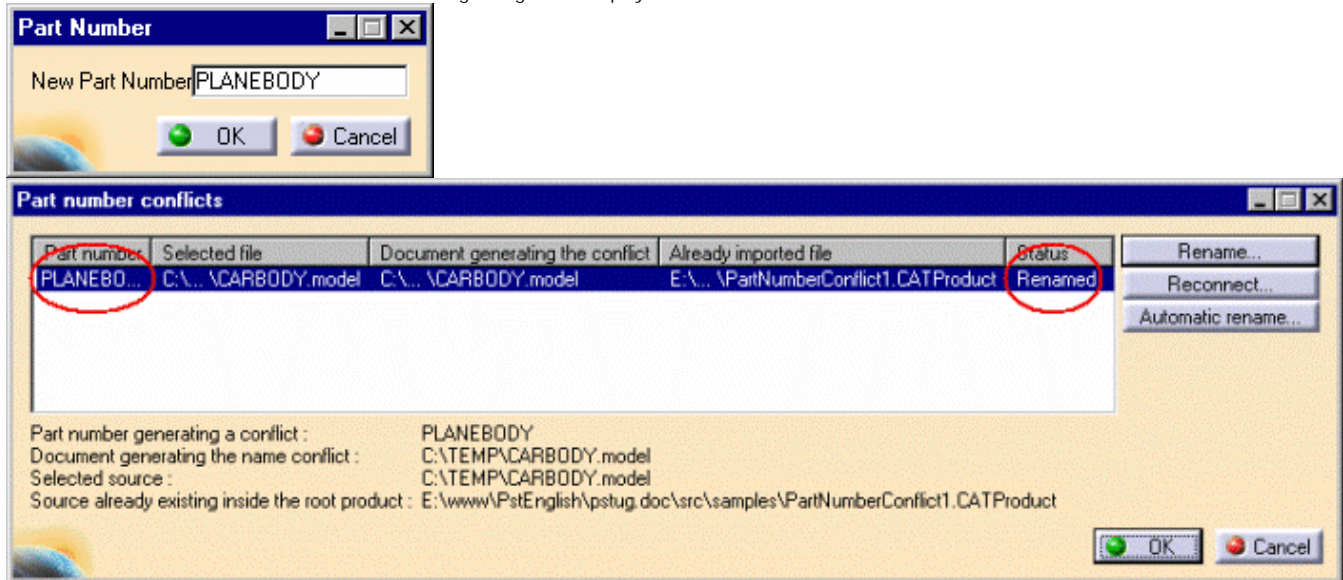 Part Number
New Part Number PLANEBODY
OK Cancel
Part number conflicts
Part number Selected file Document generating the conflict Already imported file Status
PLANEBO... C:\... \CARBODY.model C:\... \CARBODY.model E:\... \PartNumberConflict1.CATProduct Renamed
Rename...
Reconnect...
Automatic rename...
Part number generating a conflict : PLANEBODY
Document generating the name conflict : C:\TEMP\CARBODY.model
Selected source : C:\TEMP\CARBODY.model
Source already existing inside the root product : E:\www\PstEnglish\pstug.doc\src\samples\PartNumberConflict1.CATProduct
OK Cancel